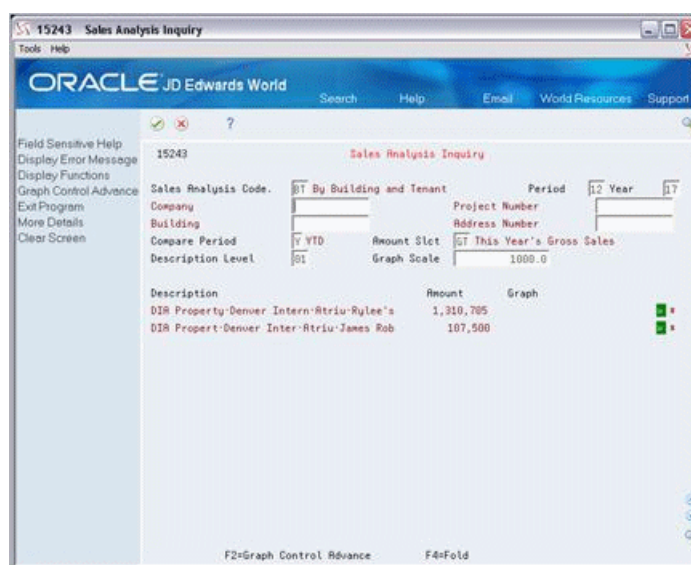 15243 Sales Analysis Inquiry
Tools Help
ORACLE JD Edwards World
Search Help Email World Resources Support
Field Sensitive Help
Display Error Message
Display Functions
Graph Control Advance
Exit Program
More Details
Clear Screen
?
15243 Sales Analysis Inquiry
Sales Analysis Code. BT By Building and Tenant Period 12 Year 17
Company Project Number
Building Address Number
Compare Period Y YTD Amount Slct GT This Year's Gross Sales
Description Level 01 Graph Scale 1000.0
Description Amount Graph
DIA Property-Denver Intern-Atriu-Rylee's 1,310,705
DIA Propert-Denver Inter-Atriu-James Rob 107,500
F2=Graph Control Advance F4=Fold